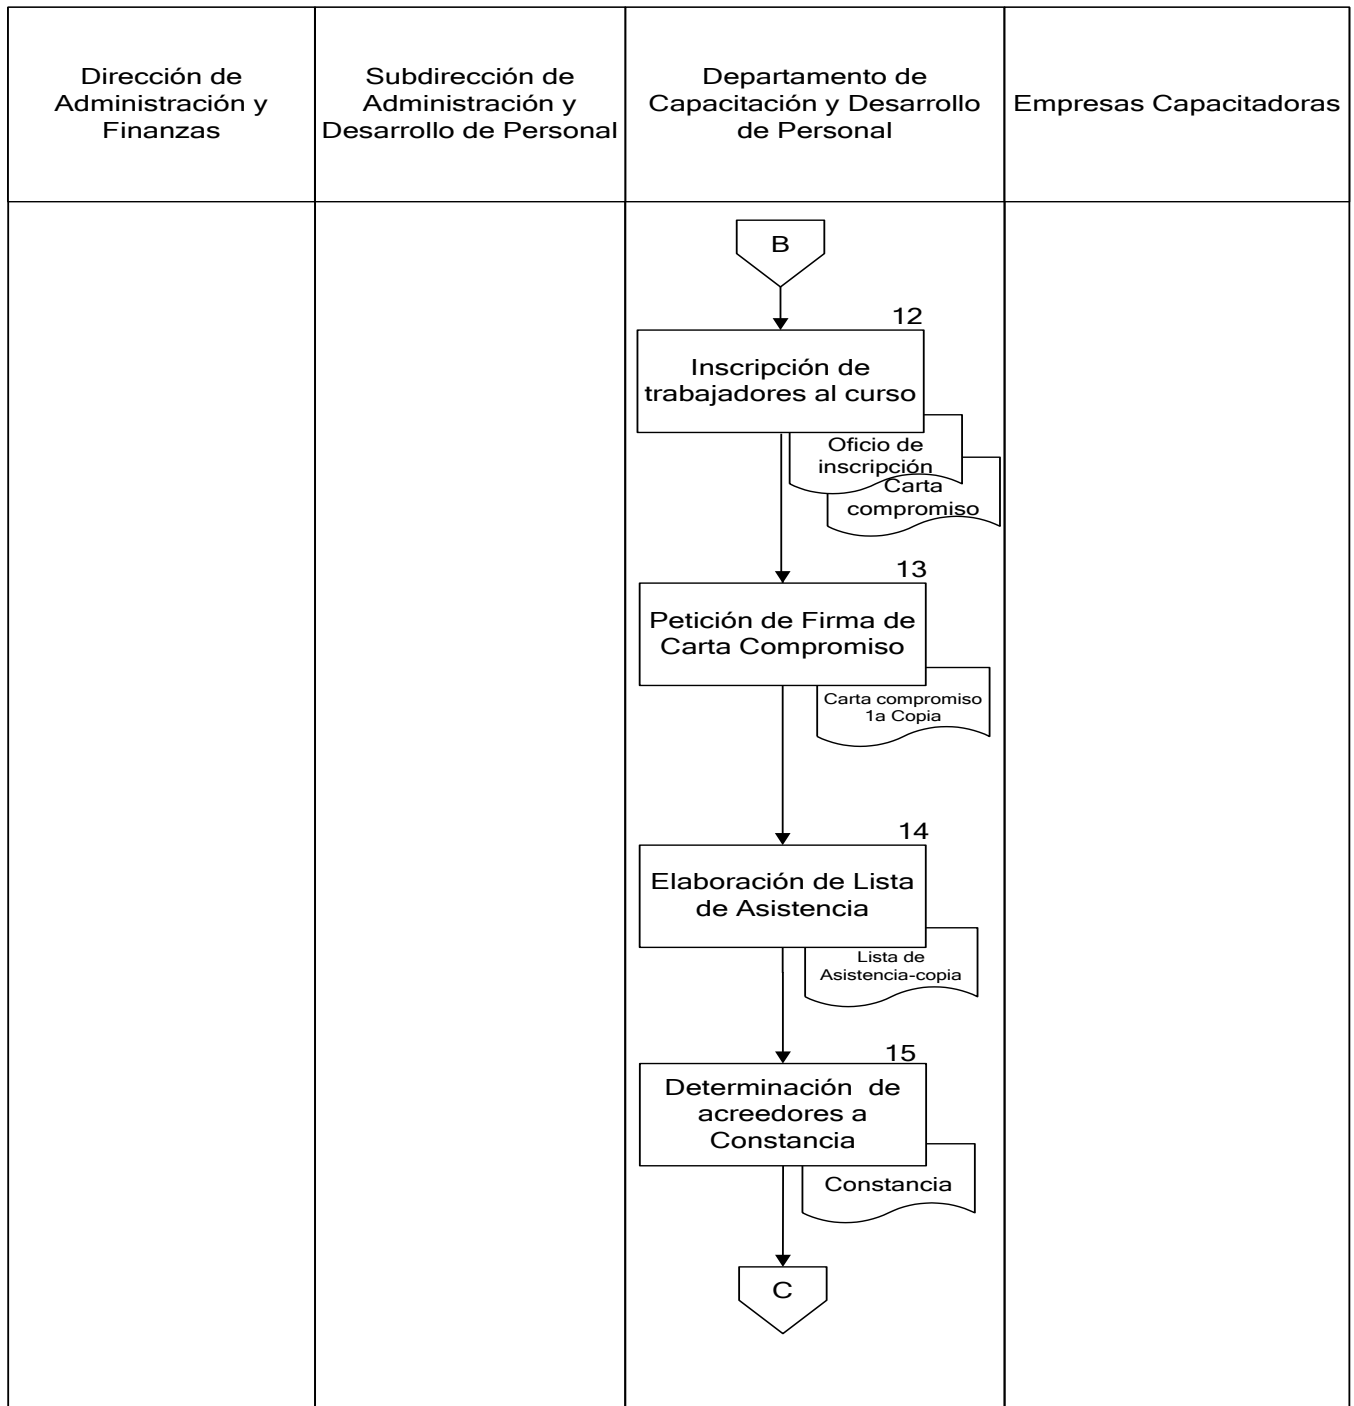 Dirección de
Administración y
Finanzas
Subdirección de
Administración y
Desarrollo de Personal
Departamento de
Capacitación y Desarrollo
de Personal
Empresas Capacitadoras
B
12
Inscripción de
trabajadores al curso
Oficio de
inscripción
Carta
compromiso
13
Petición de Firma de
Carta Compromiso
Carta compromiso
1a Copia
14
Elaboración de Lista
de Asistencia
Lista de
Asistencia-copia
15
Determinación de
acreedores a
Constancia
Constancia
C